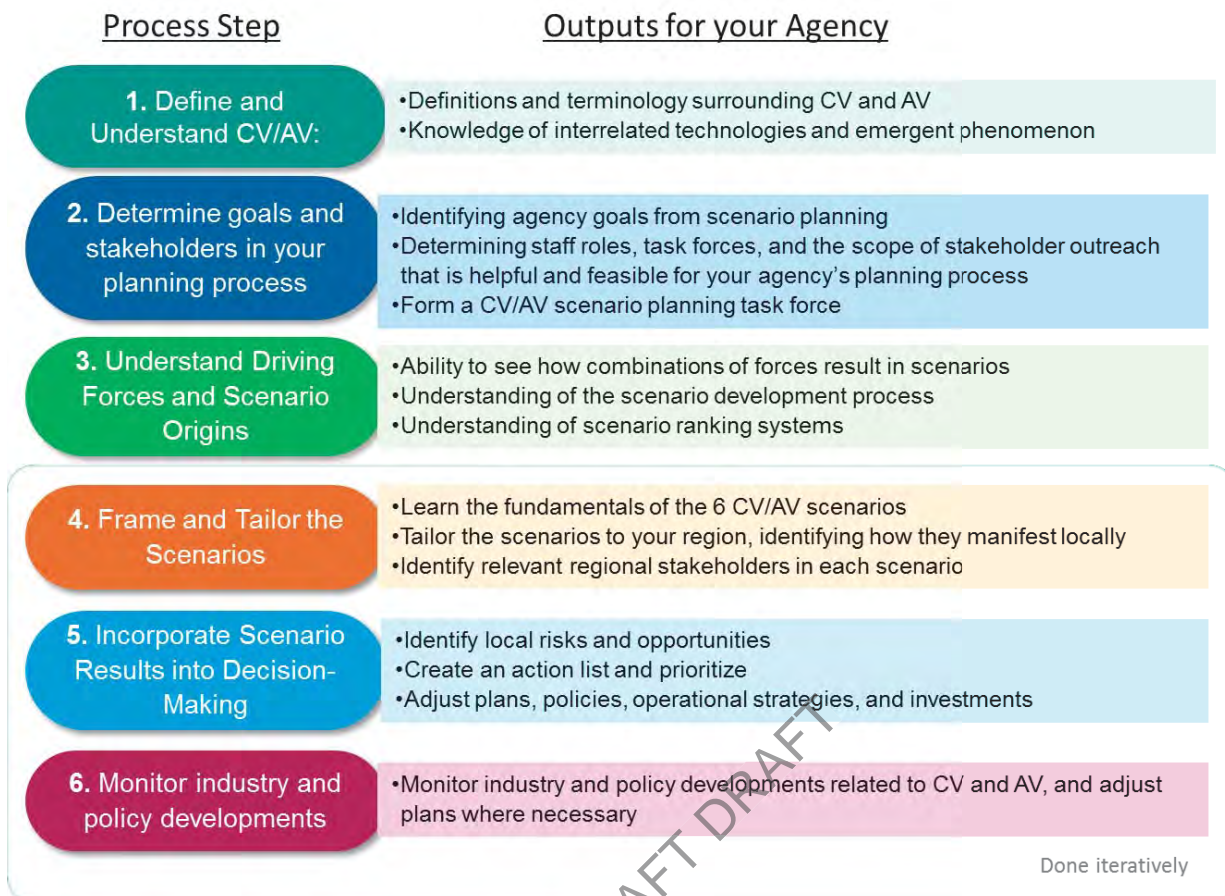 Process Step
Outputs for your Agency
1. Define and
Understand CV/AV:
•Definitions and terminology surrounding CV and AV
•Knowledge of interrelated technologies and emergent phenomenon
2. Determine goals and
stakeholders in your
planning process
•Identifying agency goals from scenario planning
•Determining staff roles, task forces, and the scope of stakeholder outreach
that is helpful and feasible for your agency's planning process
•Form a CV/AV scenario planning task force
3. Understand Driving
Forces and Scenario
Origins
•Ability to see how combinations of forces result in scenarios
•Understanding of the scenario development process
•Understanding of scenario ranking systems
4. Frame and Tailor the
Scenarios
•Learn the fundamentals of the 6 CV/AV scenarios
•Tailor the scenarios to your region, identifying how they manifest locally
•Identify relevant regional stakeholders in each scenario
5. Incorporate Scenario
Results into Decision-
Making
•Identify local risks and opportunities
•Create an action list and prioritize
•Adjust plans, policies, operational strategies, and investments
6. Monitor industry and
policy developments
•Monitor industry and policy developments related to CV and AV, and adjust
plans where necessary
DRAFT
Done iteratively